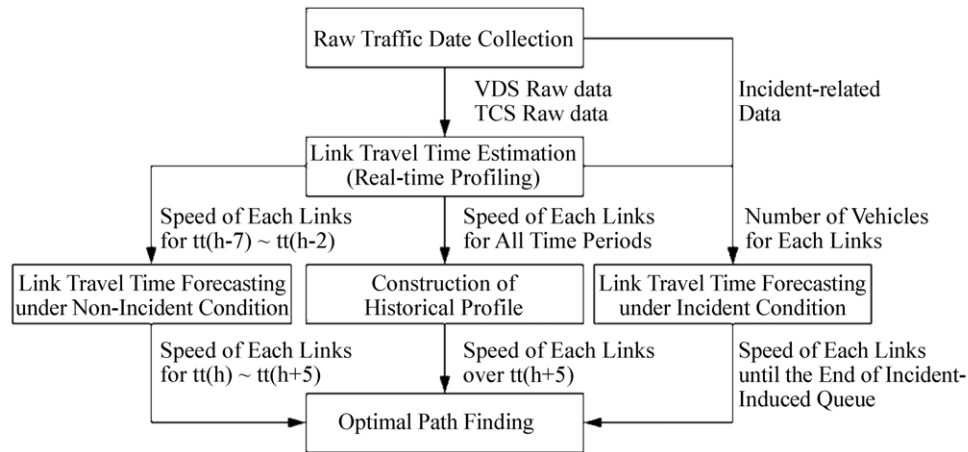 Raw Traffic Date Collection
VDS Raw data
TCS Raw data
Incident-related
Data
Link Travel Time Estimation
(Real-time Profiling)
Speed of Each Links
for tt(h-7) ~ tt(h-2)
Speed of Each Links
for All Time Periods
Number of Vehicles
for Each Links
Link Travel Time Forecasting
under Non-Incident Condition
Construction of
Historical Profile
Link Travel Time Forecasting
under Incident Condition
Speed of Each Links
for tt(h) ~ tt(h+5)
Speed of Each Links
over tt(h+5)
Speed of Each Links
until the End of Incident-
Induced Queue
Optimal Path Finding